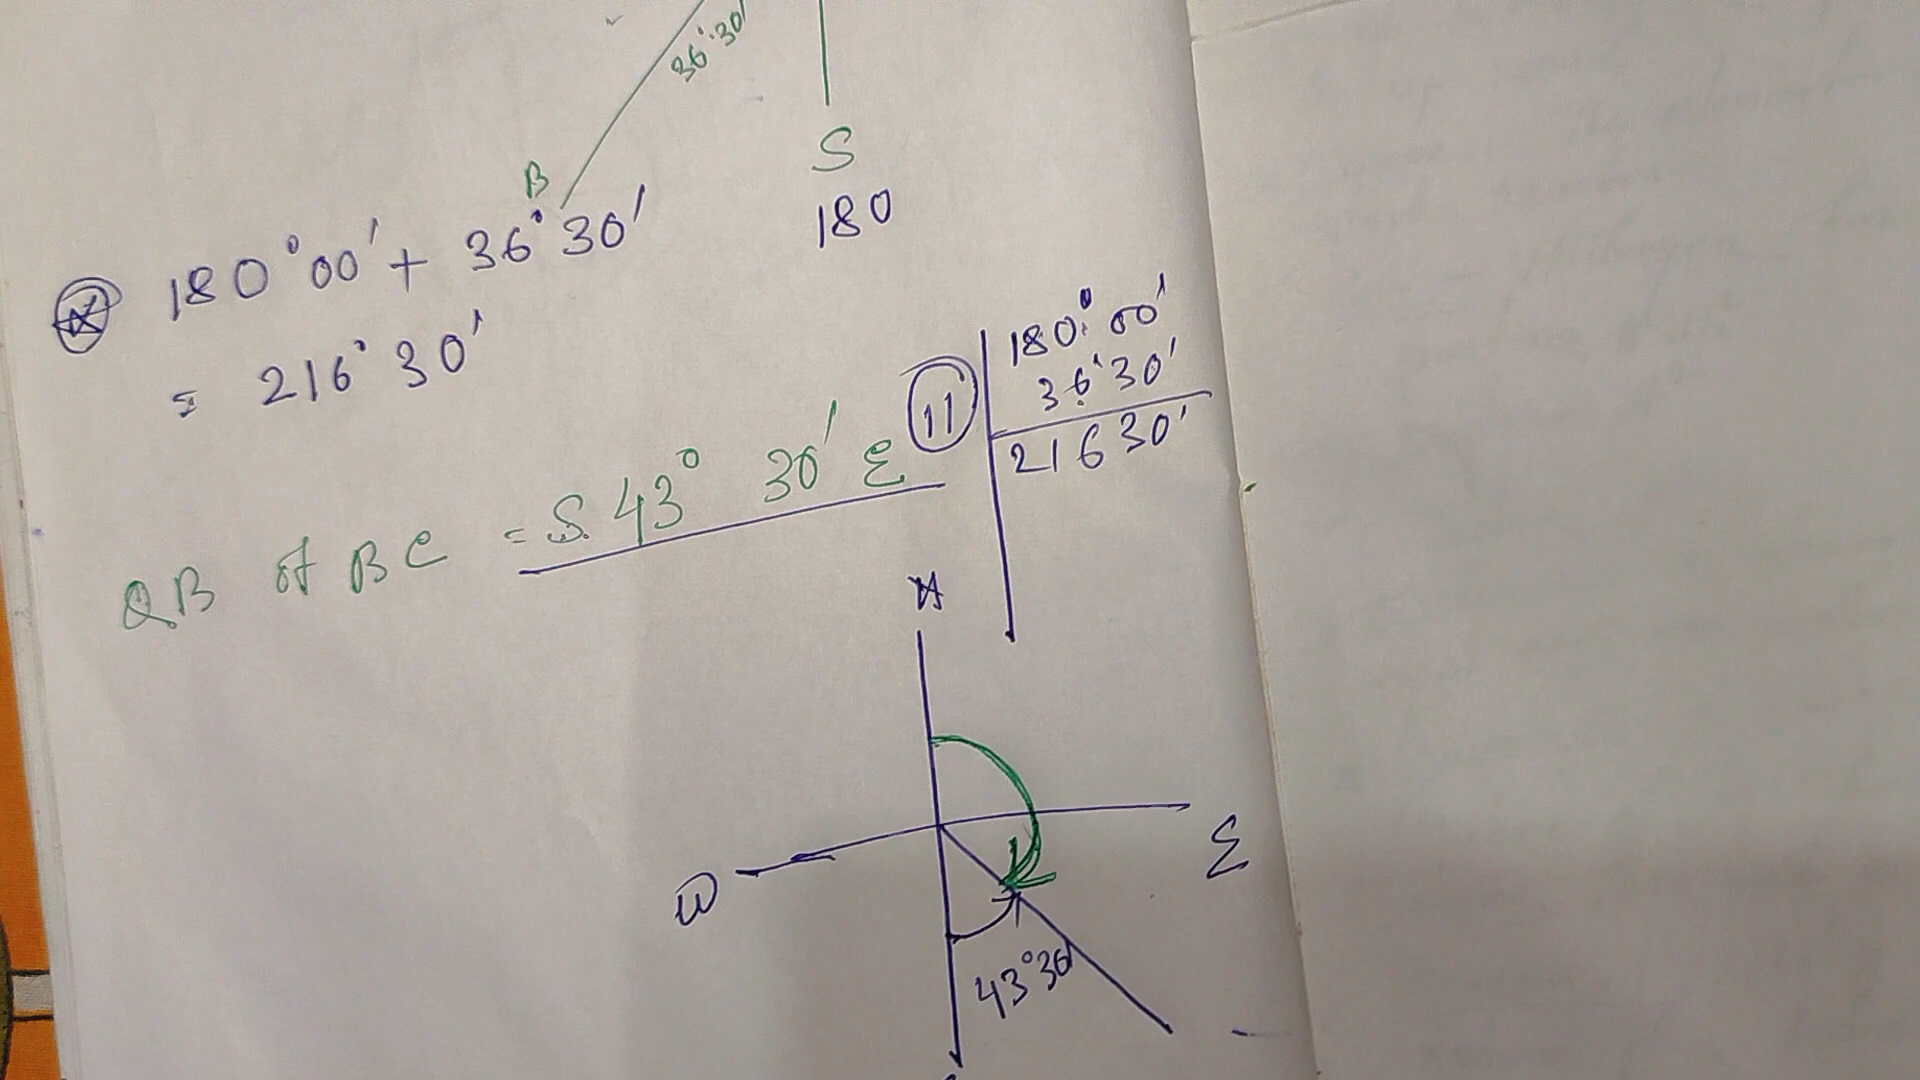 36°30'
B
S
180
180°00' + 36°30'
= 216°30'
180°00'
36°30'
216 30'
11
QB of BC = S. 43° 30' E
N
W
E
43°30'